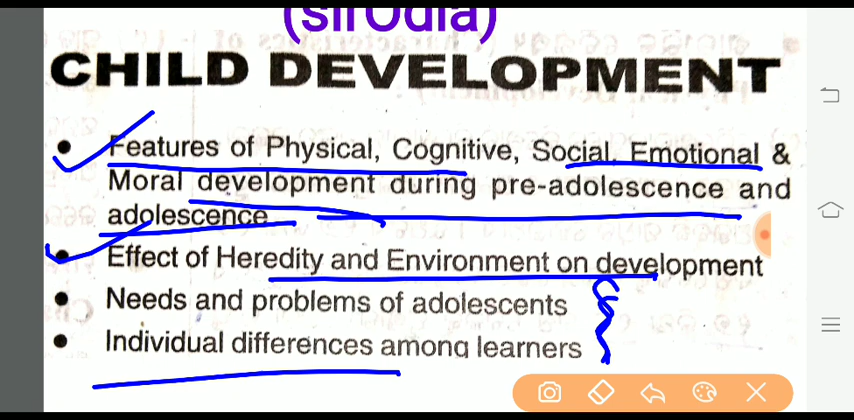 (sirOdia)
CHILD DEVELOPMENT
• Features of Physical, Cognitive, Social, Emotional &
Moral development during pre-adolescence and
adolescence
• Effect of Heredity and Environment on development
• Needs and problems of adolescents
• Individual differences among learners